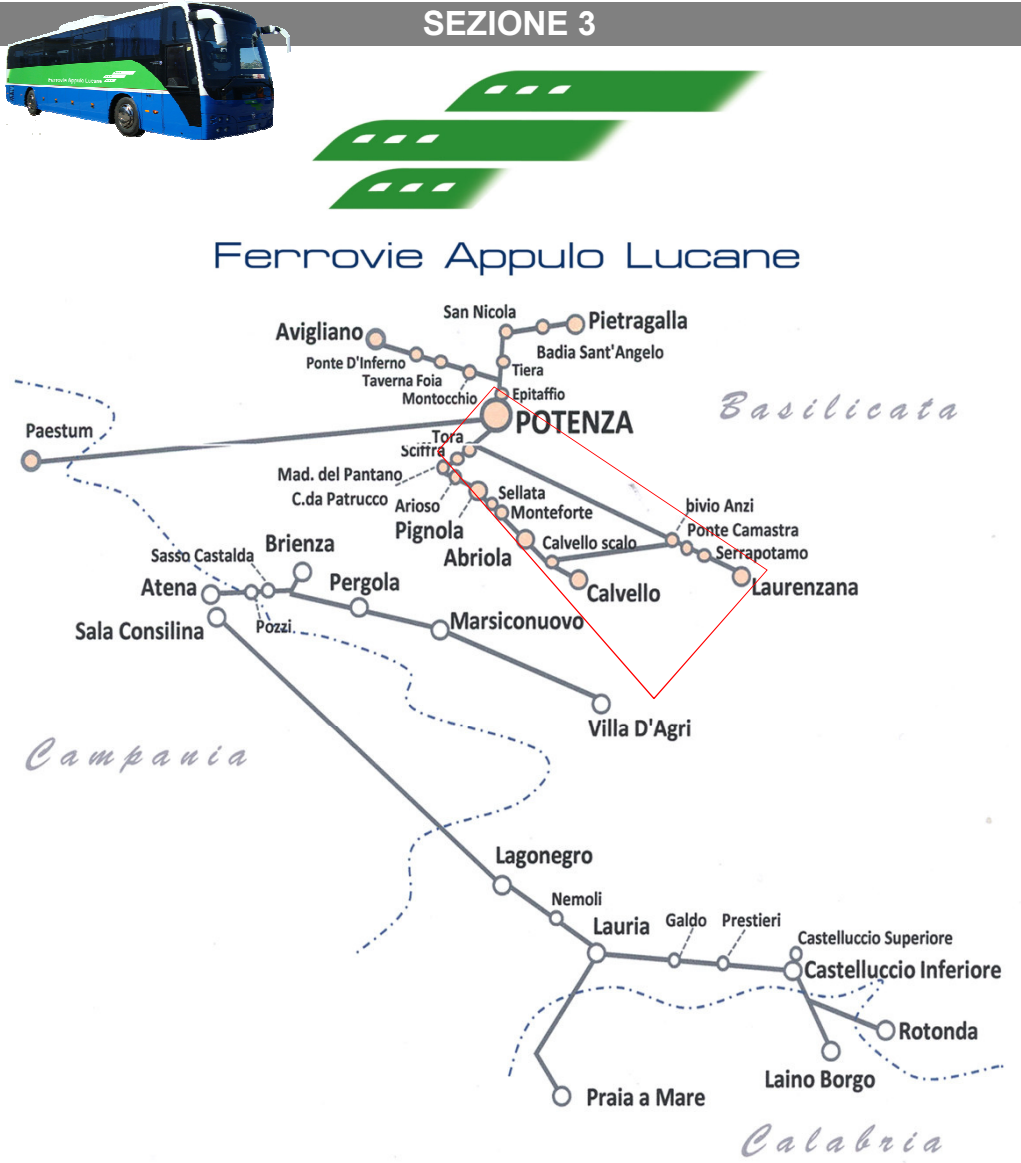 SEZIONE 3
Ferrovie Appulo Lucane
Ferrovie Appulo Lucane
San Nicola
Pietragalla
Avigliano
Badia Sant'Angelo
Ponte D'Inferno
Tiera
Taverna Foia
Montocchio
Epitaffio
Basilicata
POTENZA
Paestum
Tora
Sciffra
Mad. del Pantano
C.da Patrucco
Sellata
Arioso
Monteforte
bivio Anzi
Pignola
Ponte Camastra
Calvello scalo
Serrapotamo
Brienza
Sasso Castalda
Abriola
Atena
Pergola
Calvello
Laurenzana
Sala Consilina
Pozzi
Marsiconuovo
Villa D'Agri
Campania
Lagonegro
Nemoli
Lauria
Galdo
Prestieri
Castelluccio Superiore
Castelluccio Inferiore
Rotonda
Laino Borgo
Praia a Mare
Calabria